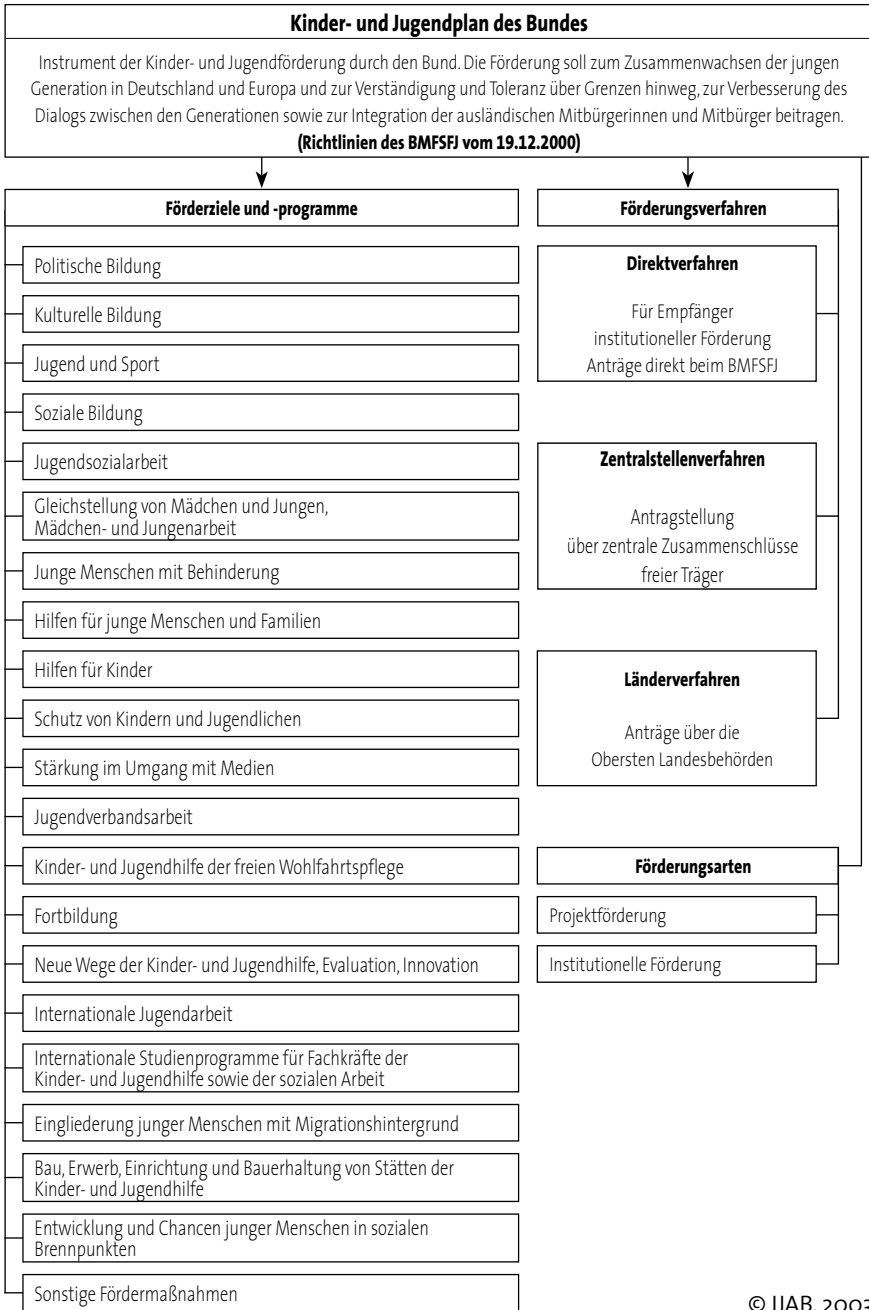 Kinder- und Jugendplan des Bundes
Instrument der Kinder- und Jugendförderung durch den Bund. Die Förderung soll zum Zusammenwachsen der jungen
Generation in Deutschland und Europa und zur Verständigung und Toleranz über Grenzen hinweg, zur Verbesserung des
Dialogs zwischen den Generationen sowie zur Integration der ausländischen Mitbürgerinnen und Mitbürger beitragen.
(Richtlinien des BMFSFJ vom 19.12.2000)
Förderziele und -programme
Politische Bildung
Kulturelle Bildung
Jugend und Sport
Soziale Bildung
Jugendsozialarbeit
Gleichstellung von Mädchen und Jungen,
Mädchen- und Jungenarbeit
Junge Menschen mit Behinderung
Hilfen für junge Menschen und Familien
Hilfen für Kinder
Schutz von Kindern und Jugendlichen
Stärkung im Umgang mit Medien
Jugendverbandsarbeit
Kinder- und Jugendhilfe der freien Wohlfahrtspflege
Fortbildung
Neue Wege der Kinder- und Jugendhilfe, Evaluation, Innovation
Internationale Jugendarbeit
Internationale Studienprogramme für Fachkräfte der
Kinder- und Jugendhilfe sowie der sozialen Arbeit
Eingliederung junger Menschen mit Migrationshintergrund
Bau, Erwerb, Einrichtung und Bauerhaltung von Stätten der
Kinder- und Jugendhilfe
Entwicklung und Chancen junger Menschen in sozialen
Brennpunkten
Sonstige Fördermaßnahmen
Förderungsverfahren
Direktverfahren
Für Empfänger
institutioneller Förderung
Anträge direkt beim BMFSFJ
Zentralstellenverfahren
Antragstellung
über zentrale Zusammenschlüsse
freier Träger
Länderverfahren
Anträge über die
Obersten Landesbehörden
Förderungsarten
Projektförderung
Institutionelle Förderung
© IJAB, 2003